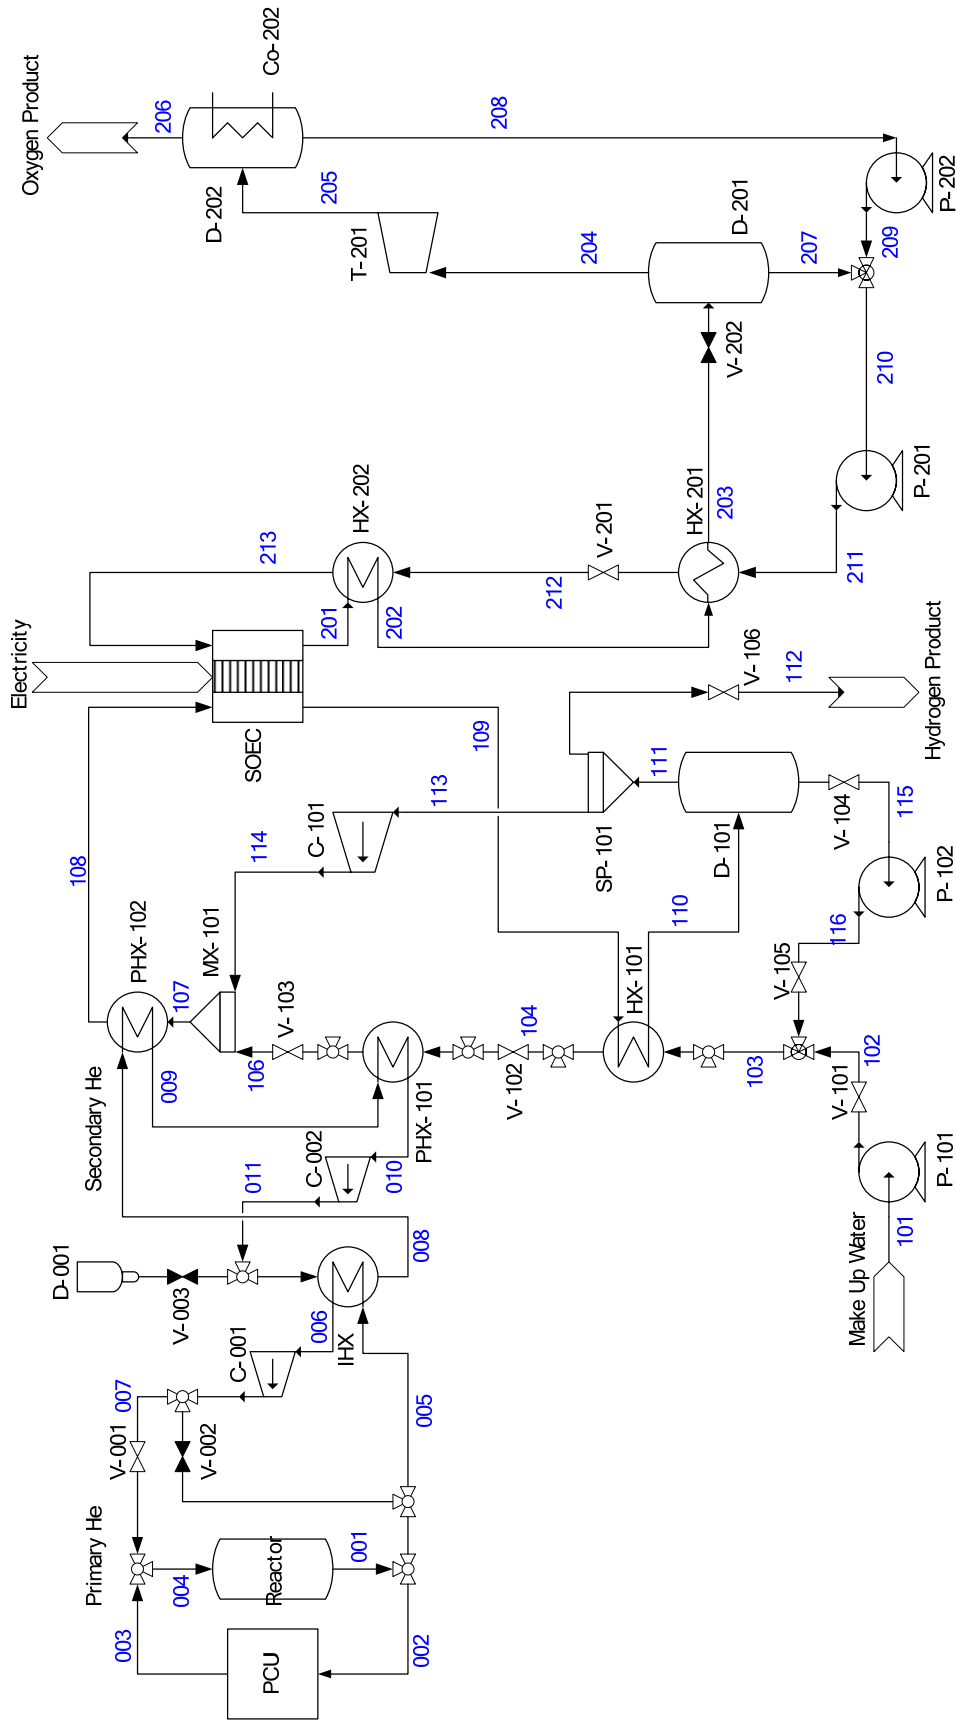 Oxygen Product
206
Co-202
D-202
208
205
T-201
P-202
D-201
204
207
209
V-202
210
P-201
HX-202
213
Electricity
HX-201
203
V-201
212
211
201
202
SOEC
V-106
112
Hydrogen Product
109
111
113
C-101
114
108
SP-101
D-101
V-104
115
110
P-102
116
PHX-102
MX-101
107
HX-101
V-105
V-103
106
104
V-102
103
102
V-101
P-101
101
Make Up Water
Secondary He
009
PHX-101
C-002
010
011
008
D-001
V-003
IHX
006
C-001
007
V-001
V-002
005
Primary He
Reactor
001
004
003
002
PCU